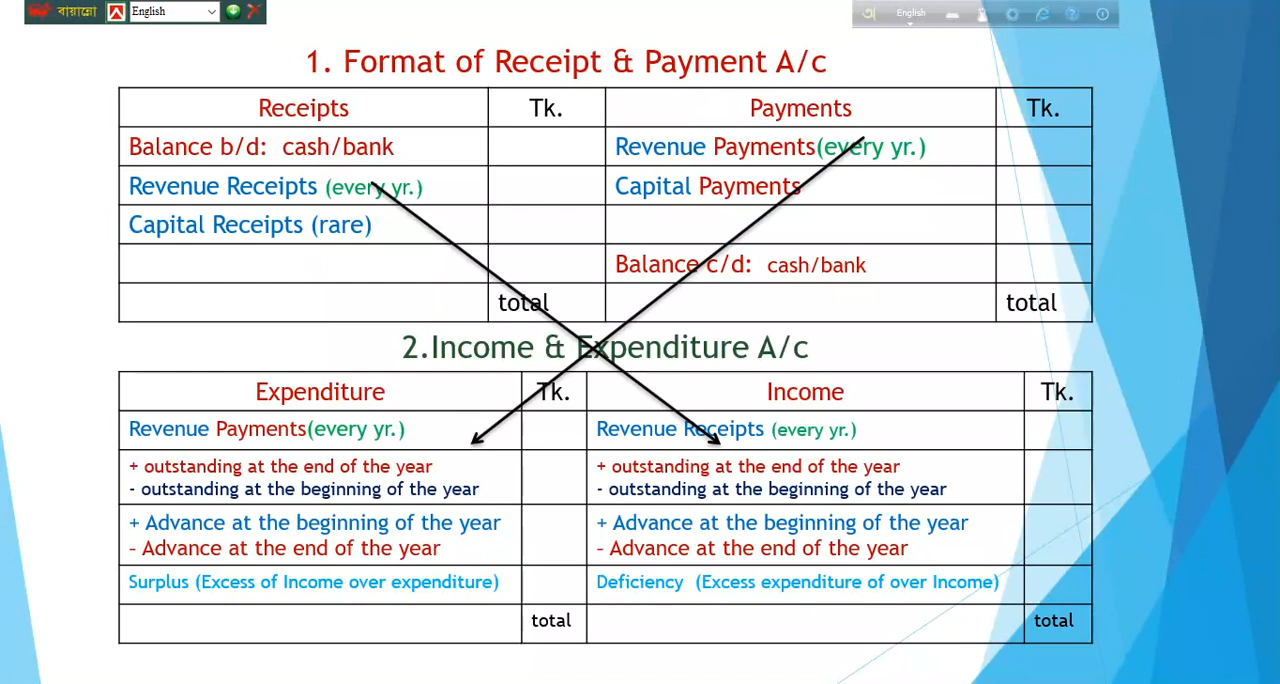 বায়ান্নো English অ English
1. Format of Receipt & Payment A/c
Receipts Tk. Payments Tk.
Balance b/d: cash/bank Revenue Payments(every yr.)
Revenue Receipts (every yr.) Capital Payments
Capital Receipts (rare)
Balance c/d: cash/bank
total total
2.Income & Expenditure A/c
Expenditure Tk. Income Tk.
Revenue Payments(every yr.) Revenue Receipts (every yr.)
+ outstanding at the end of the year + outstanding at the end of the year
- outstanding at the beginning of the year - outstanding at the beginning of the year
+ Advance at the beginning of the year + Advance at the beginning of the year
– Advance at the end of the year – Advance at the end of the year
Surplus (Excess of Income over expenditure) Deficiency (Excess expenditure of over Income)
total total